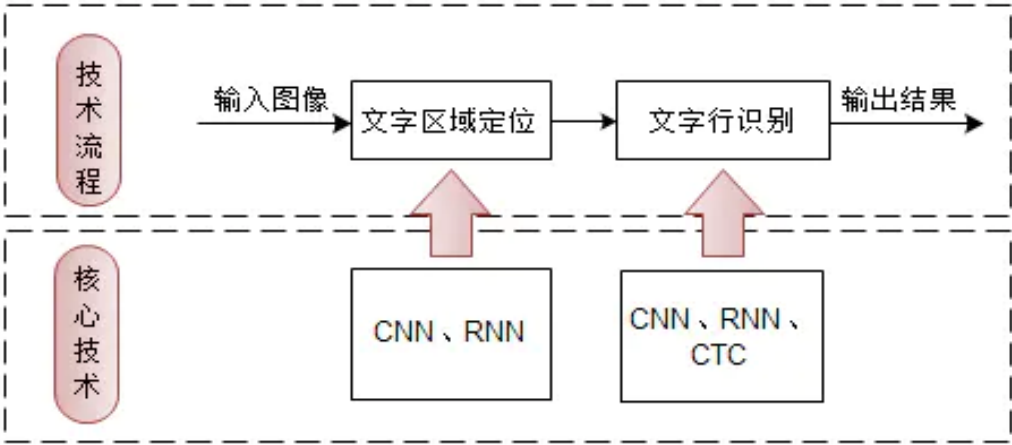 技术流程
输入图像
文字区域定位
文字行识别
输出结果
核心技术
CNN、RNN
CNN、RNN、
CTC